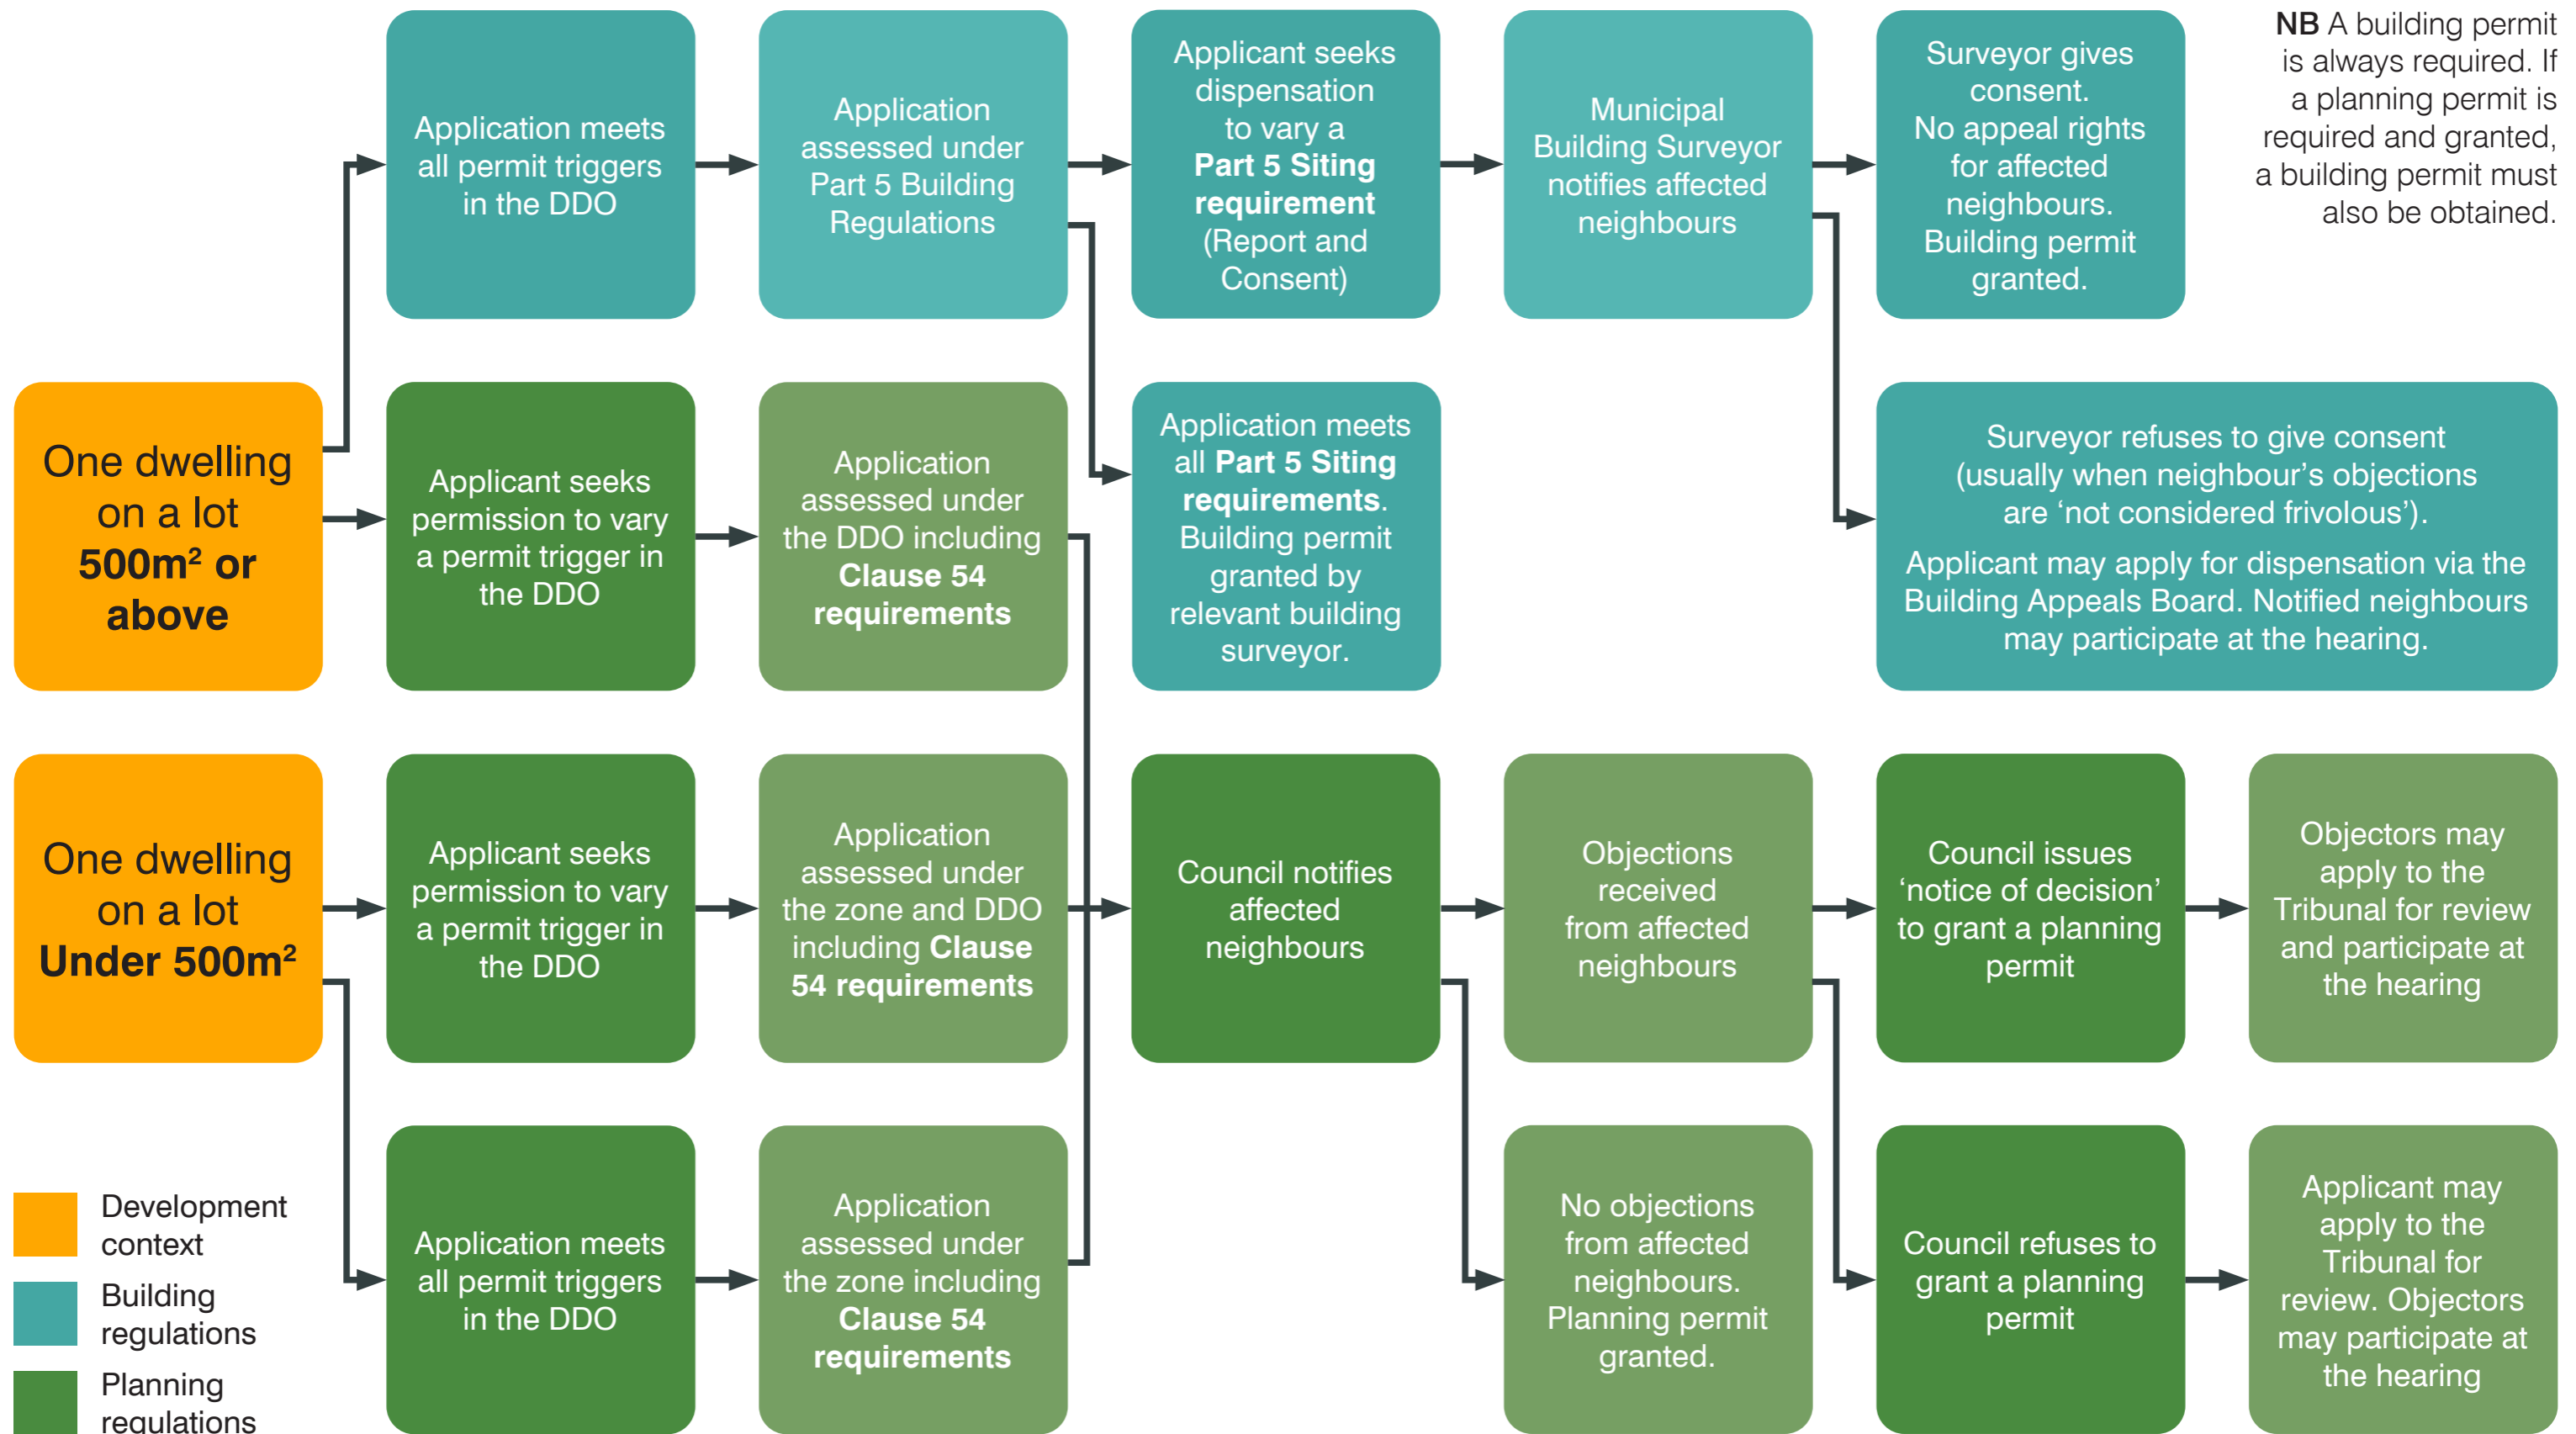 Application meets
all permit triggers
in the DDO
Application
assessed under
Part 5 Building
Regulations
Applicant seeks
dispensation
to vary a
Part 5 Siting
requirement
(Report and
Consent)
Municipal
Building Surveyor
notifies affected
neighbours
Surveyor gives
consent.
No appeal rights
for affected
neighbours.
Building permit
granted.
NB A building permit
is always required. If
a planning permit is
required and granted,
a building permit must
also be obtained.
One dwelling
on a lot
500m² or
above
Applicant seeks
permission to vary
a permit trigger in
the DDO
Application
assessed under
the DDO including
Clause 54
requirements
Application meets
all Part 5 Siting
requirements.
Building permit
granted by
relevant building
surveyor.
Surveyor refuses to give consent
(usually when neighbour’s objections
are ‘not considered frivolous’).
Applicant may apply for dispensation via the
Building Appeals Board. Notified neighbours
may participate at the hearing.
One dwelling
on a lot
Under 500m²
Applicant seeks
permission to vary
a permit trigger in
the DDO
Application
assessed under
the zone and DDO
including Clause
54 requirements
Council notifies
affected
neighbours
Objections
received
from affected
neighbours
Council issues
‘notice of decision’
to grant a planning
permit
Objectors may
apply to the
Tribunal for review
and participate at
the hearing
Application meets
all permit triggers
in the DDO
Application
assessed under
the zone including
Clause 54
requirements
No objections
from affected
neighbours.
Planning permit
granted.
Council refuses to
grant a planning
permit
Applicant may
apply to the
Tribunal for
review. Objectors
may participate at
the hearing
Development
context
Building
regulations
Planning
regulations